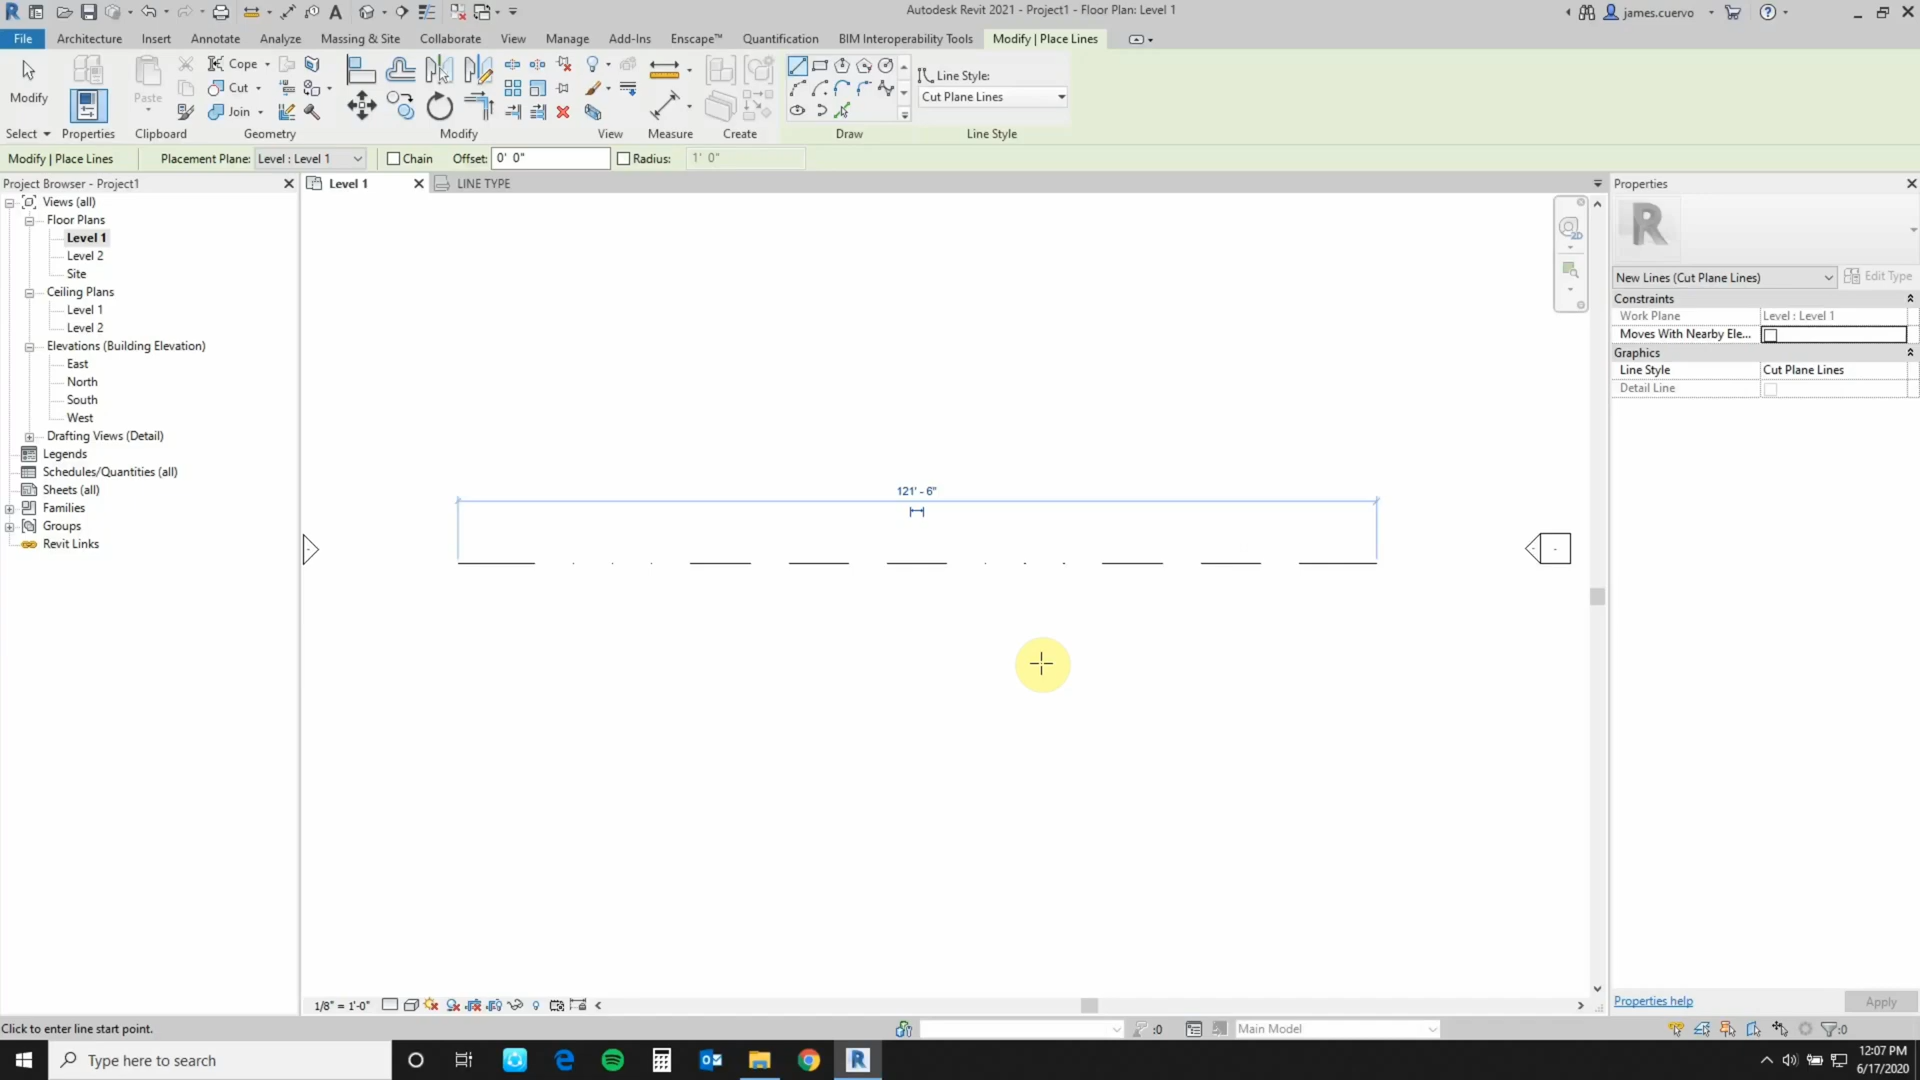 Autodesk Revit 2021 - Project1 - Floor Plan: Level 1
james.cuervo
File Architecture Insert Annotate Analyze Massing & Site Collaborate View Manage Add-Ins Enscape™ Quantification BIM Interoperability Tools Modify | Place Lines
Modify
Paste
Cope
Cut
Join
Line Style:
Cut Plane Lines
Select Properties Clipboard Geometry Modify View Measure Create Draw Line Style
Modify | Place Lines Placement Plane: Level : Level 1 Chain Offset: 0' 0" Radius: 1' 0"
Project Browser - Project1
Views (all)
Floor Plans
Level 1
Level 2
Site
Ceiling Plans
Level 1
Level 2
Elevations (Building Elevation)
East
North
South
West
Drafting Views (Detail)
Legends
Schedules/Quantities (all)
Sheets (all)
Families
Groups
Revit Links
Level 1
LINE TYPE
121' - 6"
Properties
R
New Lines (Cut Plane Lines) Edit Type
Constraints
Work Plane Level : Level 1
Moves With Nearby Ele...
Graphics
Line Style Cut Plane Lines
Detail Line
Properties help Apply
1/8" = 1'-0"
Click to enter line start point.
:0
Main Model
:0
Type here to search
12:07 PM
6/17/2020